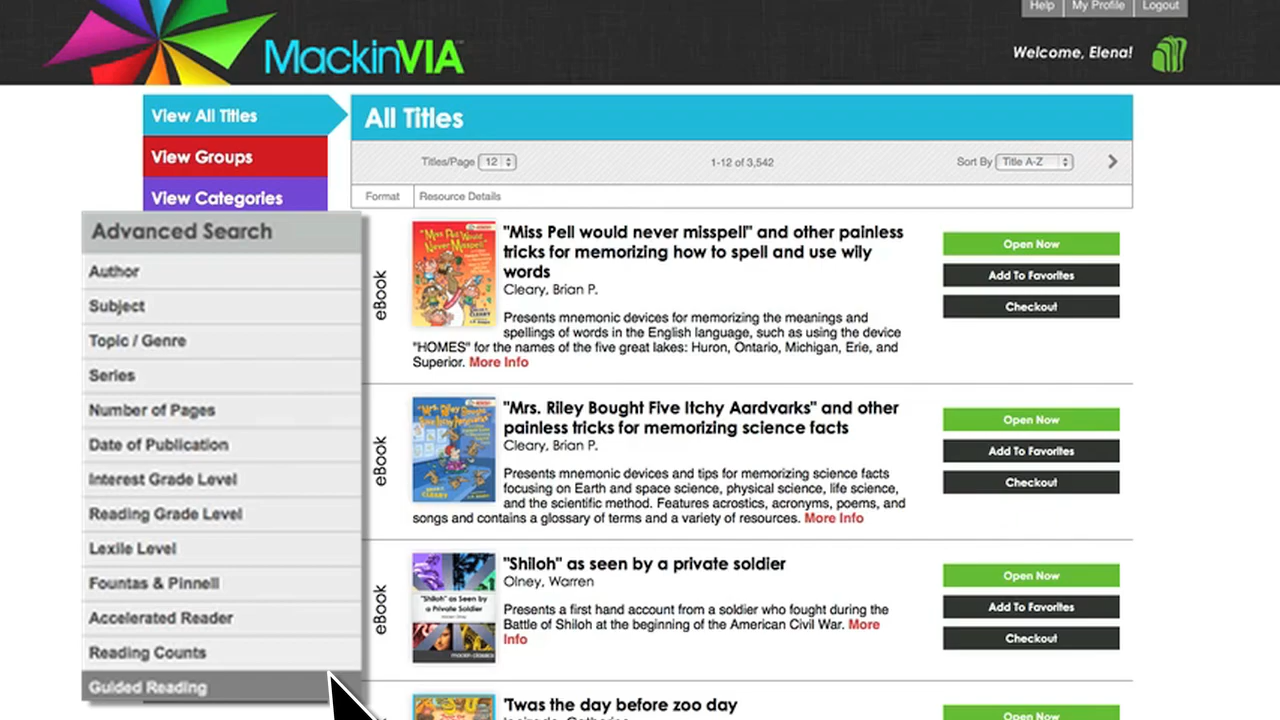 Help
My Profile
Logout
MackinVIA
Welcome, Elena!
View All Titles
View Groups
View Categories
Advanced Search
Author
Subject
Topic / Genre
Series
Number of Pages
Date of Publication
Interest Grade Level
Reading Grade Level
Lexile Level
Fountas & Pinnell
Accelerated Reader
Reading Counts
Guided Reading
All Titles
Titles/Page 12
1-12 of 3,542
Sort By Title A-Z
Format
Resource Details
eBook
"Miss Pell would never misspell" and other painless
tricks for memorizing how to spell and use wily
words
Cleary, Brian P.
Presents mnemonic devices for memorizing the meanings and
spellings of words in the English language, such as using the device
"HOMES" for the names of the five great lakes: Huron, Ontario, Michigan, Erie, and
Superior. More Info
Open Now
Add To Favorites
Checkout
eBook
"Mrs. Riley Bought Five Itchy Aardvarks" and other
painless tricks for memorizing science facts
Cleary, Brian P.
Presents mnemonic devices and tips for memorizing science facts
focusing on Earth and space science, physical science, life science,
and the scientific method. Features acrostics, acronyms, poems, and
songs and contains a glossary of terms and a variety of resources. More Info
Open Now
Add To Favorites
Checkout
eBook
"Shiloh" as Seen by
a Private Soldier
"Shiloh" as seen by a private soldier
Olney, Warren
Presents a first hand account from a soldier who fought during the
Battle of Shiloh at the beginning of the American Civil War. More
Info
Open Now
Add To Favorites
Checkout
'Twas the day before zoo day
Open Now